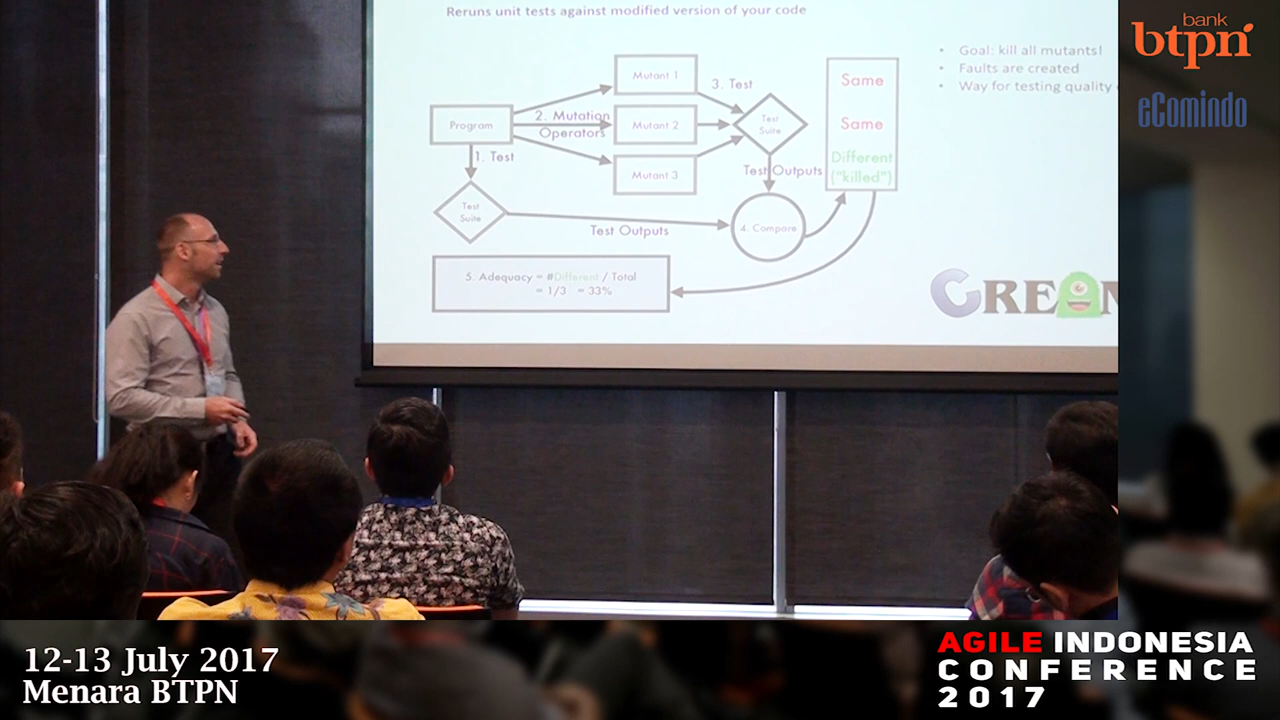 Reruns unit tests against modified version of your code
Program
1. Test
Test
Suite
2. Mutation
Operators
Mutant 1
Mutant 2
Mutant 3
3. Test
Test
Suite
Test Outputs
Test Outputs
4. Compare
Same
Same
Different
("killed")
5. Adequacy = #Different / Total
= 1/3 = 33%
• Goal: kill all mutants!
• Faults are created
• Way for testing quality
CREAM
bank
btpn
eComindo
12-13 July 2017
Menara BTPN
AGILE INDONESIA
CONFERENCE
2017